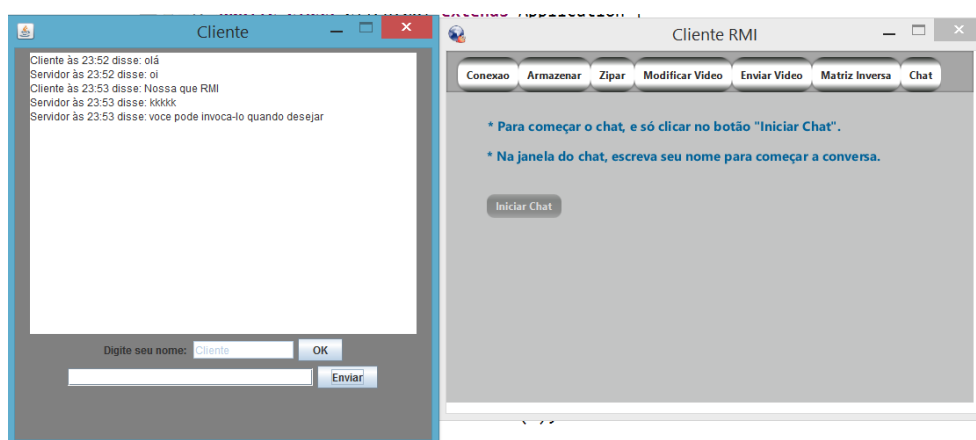 extends Application {
Cliente
Cliente às 23:52 disse: olá
Servidor às 23:52 disse: oi
Cliente às 23:53 disse: Nossa que RMI
Servidor às 23:53 disse: kkkkk
Servidor às 23:53 disse: voce pode invoca-lo quando desejar
Digite seu nome: Cliente OK
Enviar
Cliente RMI
Conexao Armazenar Zipar Modificar Video Enviar Video Matriz Inversa Chat
* Para começar o chat, e só clicar no botão "Iniciar Chat".
* Na janela do chat, escreva seu nome para começar a conversa.
Iniciar Chat